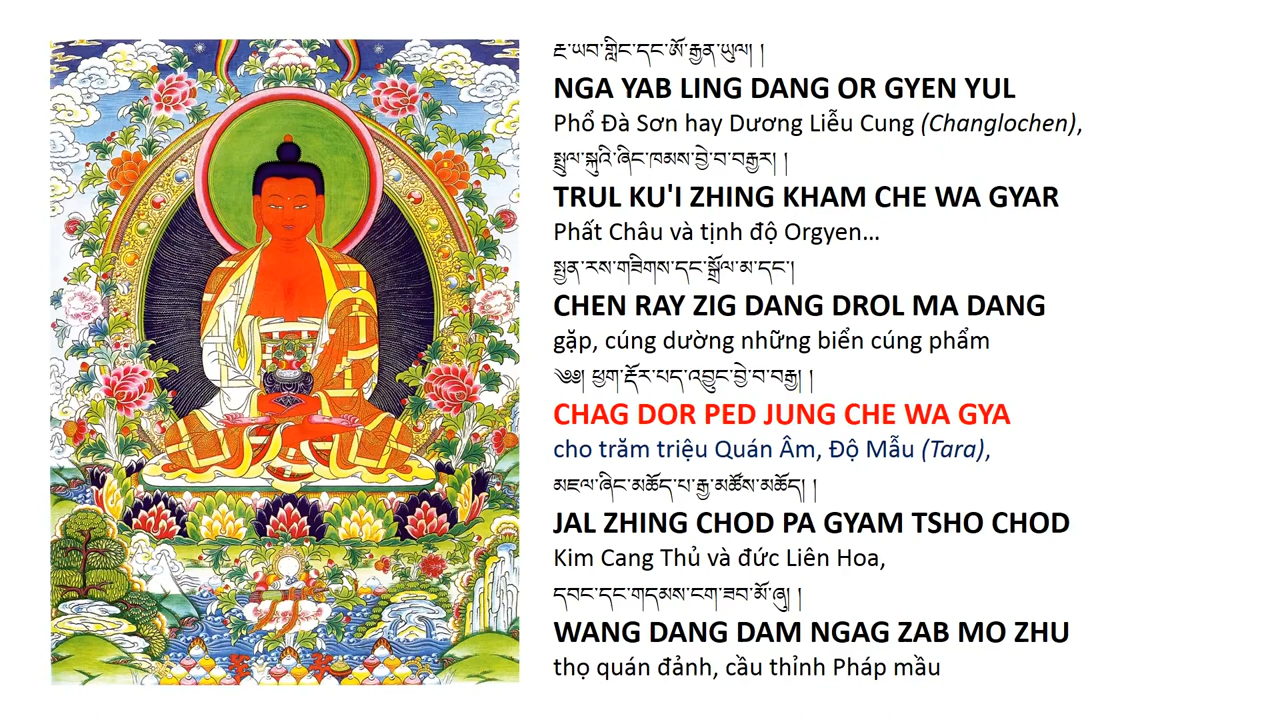 རྔ་ཡབ་གླིང་དང་ཨོ་རྒྱན་ཡུལ། །
NGA YAB LING DANG OR GYEN YUL
Phổ Đà Sơn hay Dương Liễu Cung (Changlochen),
སྤྲུལ་སྐུའི་ཞིང་ཁམས་བྱེ་བ་བརྒྱར། །
TRUL KU'I ZHING KHAM CHE WA GYAR
Phất Châu và tịnh độ Orgyen...
སྤྱན་རས་གཟིགས་དང་སྒྲོལ་མ་དང་།
CHEN RAY ZIG DANG DROL MA DANG
gặp, cúng dường những biển cúng phẩm
༄༅། ཕྱག་རྡོར་པད་འབྱུང་བྱེ་བ་བརྒྱ། །
CHAG DOR PED JUNG CHE WA GYA
cho trăm triệu Quán Âm, Độ Mẫu (Tara),
མཇལ་ཞིང་མཆོད་པ་རྒྱ་མཚོས་མཆོད། །
JAL ZHING CHOD PA GYAM TSHO CHOD
Kim Cang Thủ và đức Liên Hoa,
དབང་དང་གདམས་ངག་ཟབ་མོ་ཞུ། །
WANG DANG DAM NGAG ZAB MO ZHU
thọ quán đảnh, cầu thỉnh Pháp mầu